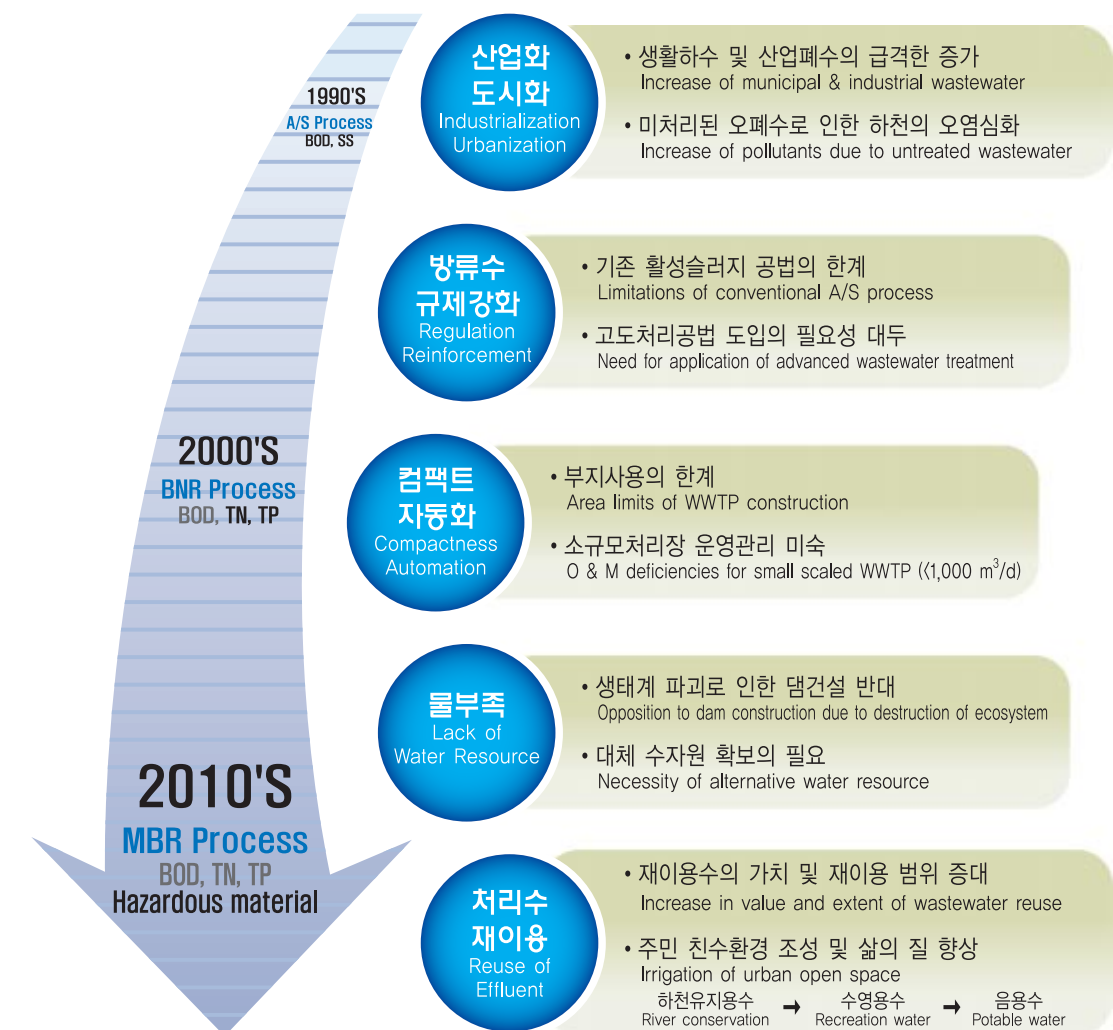 1990'S
A/S Process
BOD, SS
산업화
도시화
Industrialization
Urbanization
• 생활하수 및 산업폐수의 급격한 증가
Increase of municipal & industrial wastewater
• 미처리된 오폐수로 인한 하천의 오염심화
Increase of pollutants due to untreated wastewater
방류수
규제강화
Regulation
Reinforcement
• 기존 활성슬러지 공법의 한계
Limitations of conventional A/S process
• 고도처리공법 도입의 필요성 대두
Need for application of advanced wastewater treatment
2000'S
BNR Process
BOD, TN, TP
컴팩트
자동화
Compactness
Automation
• 부지사용의 한계
Area limits of WWTP construction
• 소규모처리장 운영관리 미숙
O & M deficiencies for small scaled WWTP (⟨1,000 m³/d)
물부족
Lack of
Water Resource
• 생태계 파괴로 인한 댐건설 반대
Opposition to dam construction due to destruction of ecosystem
• 대체 수자원 확보의 필요
Necessity of alternative water resource
2010'S
MBR Process
BOD, TN, TP
Hazardous material
처리수
재이용
Reuse of
Effluent
• 재이용수의 가치 및 재이용 범위 증대
Increase in value and extent of wastewater reuse
• 주민 친수환경 조성 및 삶의 질 향상
Irrigation of urban open space
하천유지용수 → 수영용수 → 음용수
River conservation Recreation water Potable water